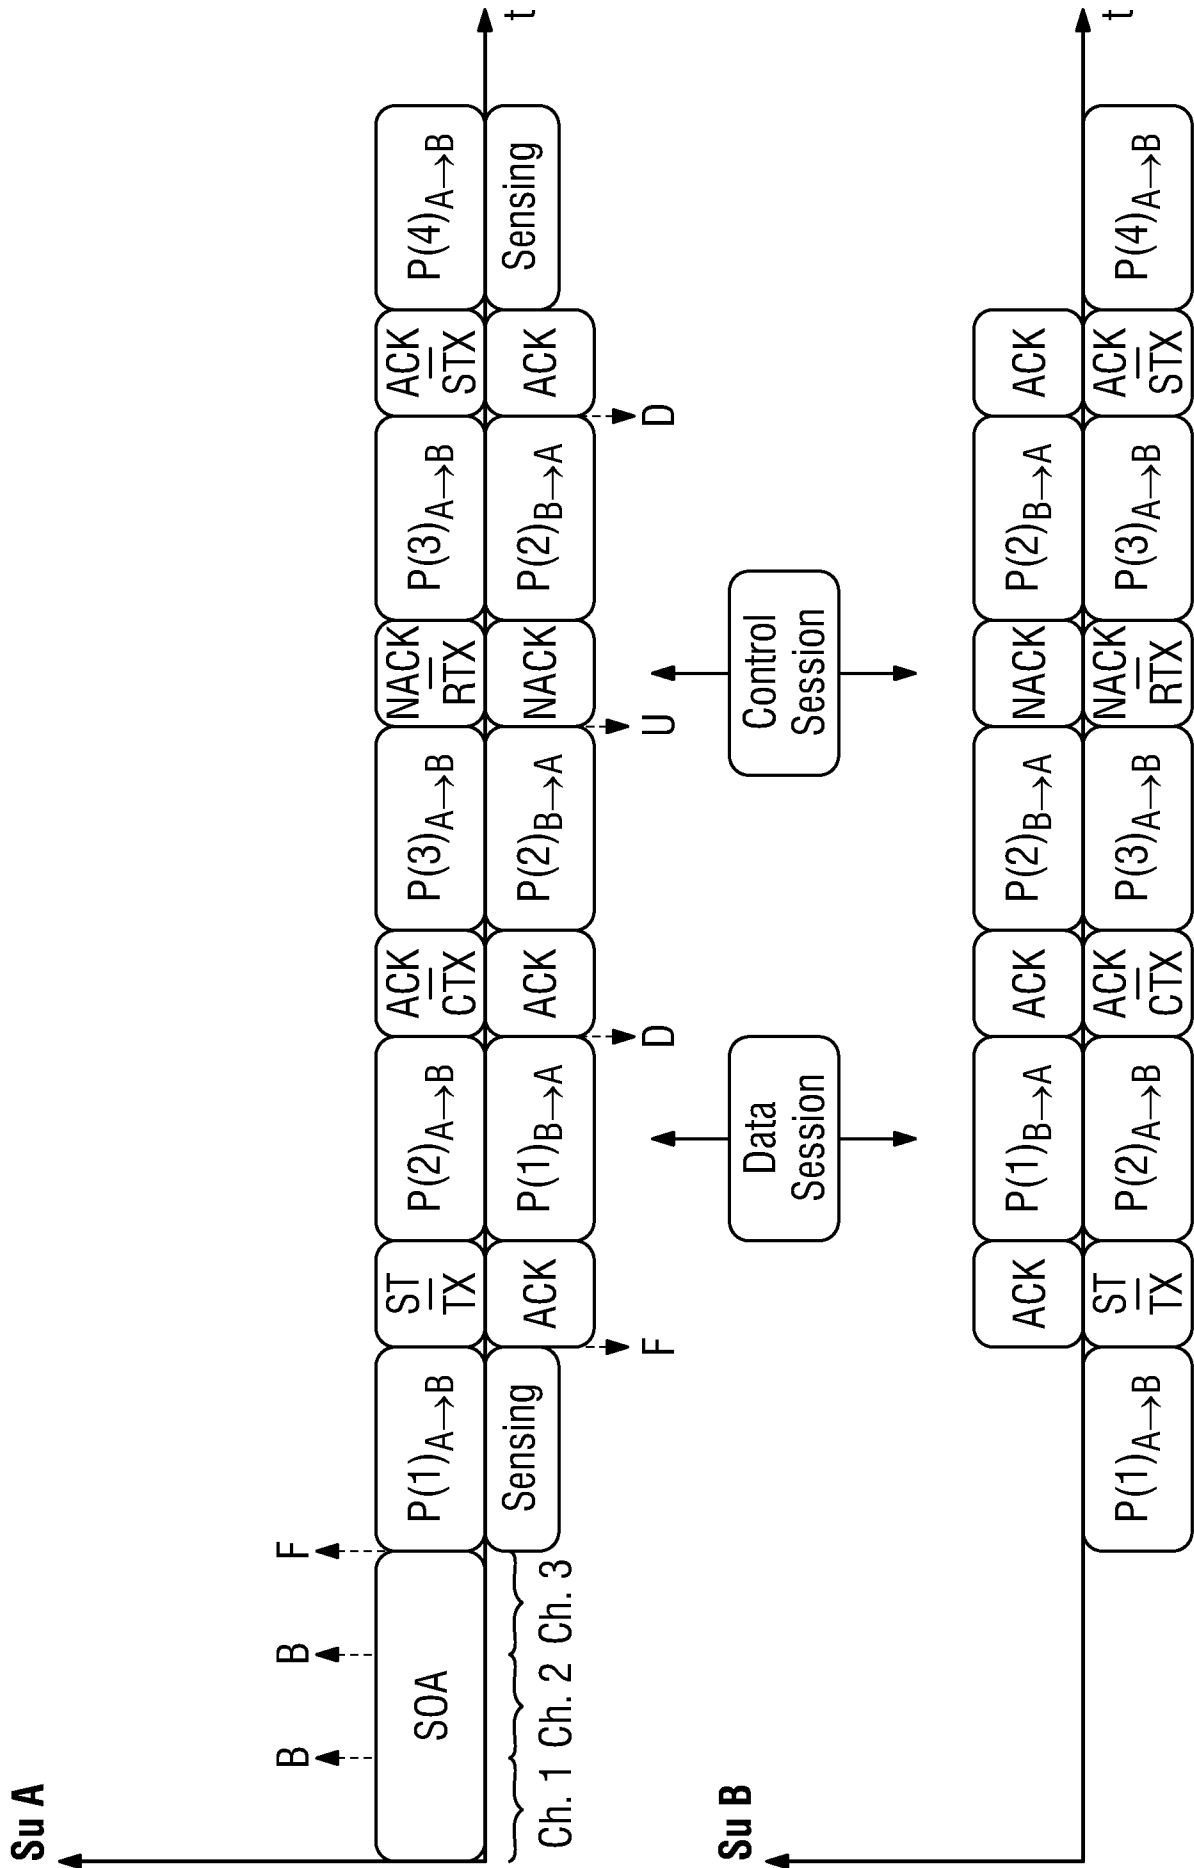 Su A
B
B
F
SOA
P(1)A→B
ST
TX
P(2)A→B
ACK
CTX
P(3)A→B
NACK
RTX
P(3)A→B
ACK
STX
P(4)A→B
t
Ch. 1
Ch. 2
Ch. 3
Sensing
ACK
P(1)B→A
ACK
P(2)B→A
NACK
P(2)B→A
ACK
Sensing
F
D
U
D
Data
Session
Control
Session
Su B
ACK
P(1)B→A
ACK
P(2)B→A
NACK
P(2)B→A
ACK
t
P(1)A→B
ST
TX
P(2)A→B
ACK
CTX
P(3)A→B
NACK
RTX
P(3)A→B
ACK
STX
P(4)A→B